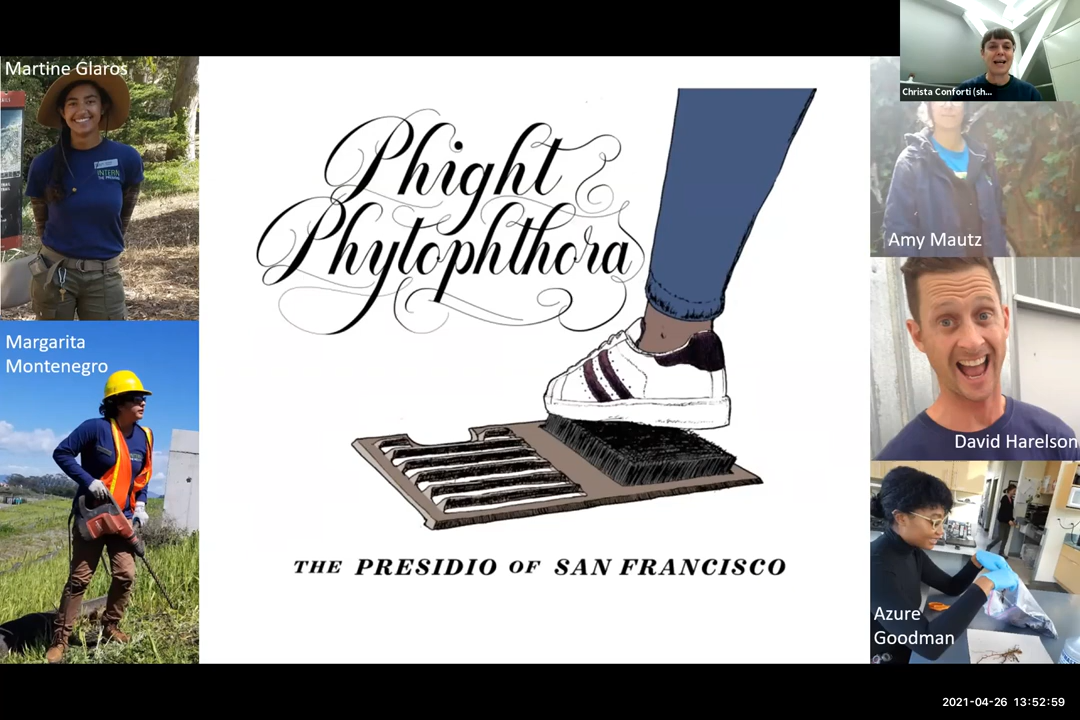 Martine Glaros
INTERN
Margarita
Montenegro
Phight
Phytophthora
THE PRESIDIO OF SAN FRANCISCO
Christa Conforti (sh...
Amy Mautz
David Harelson
Azure
Goodman
2021-04-26 13:52:59